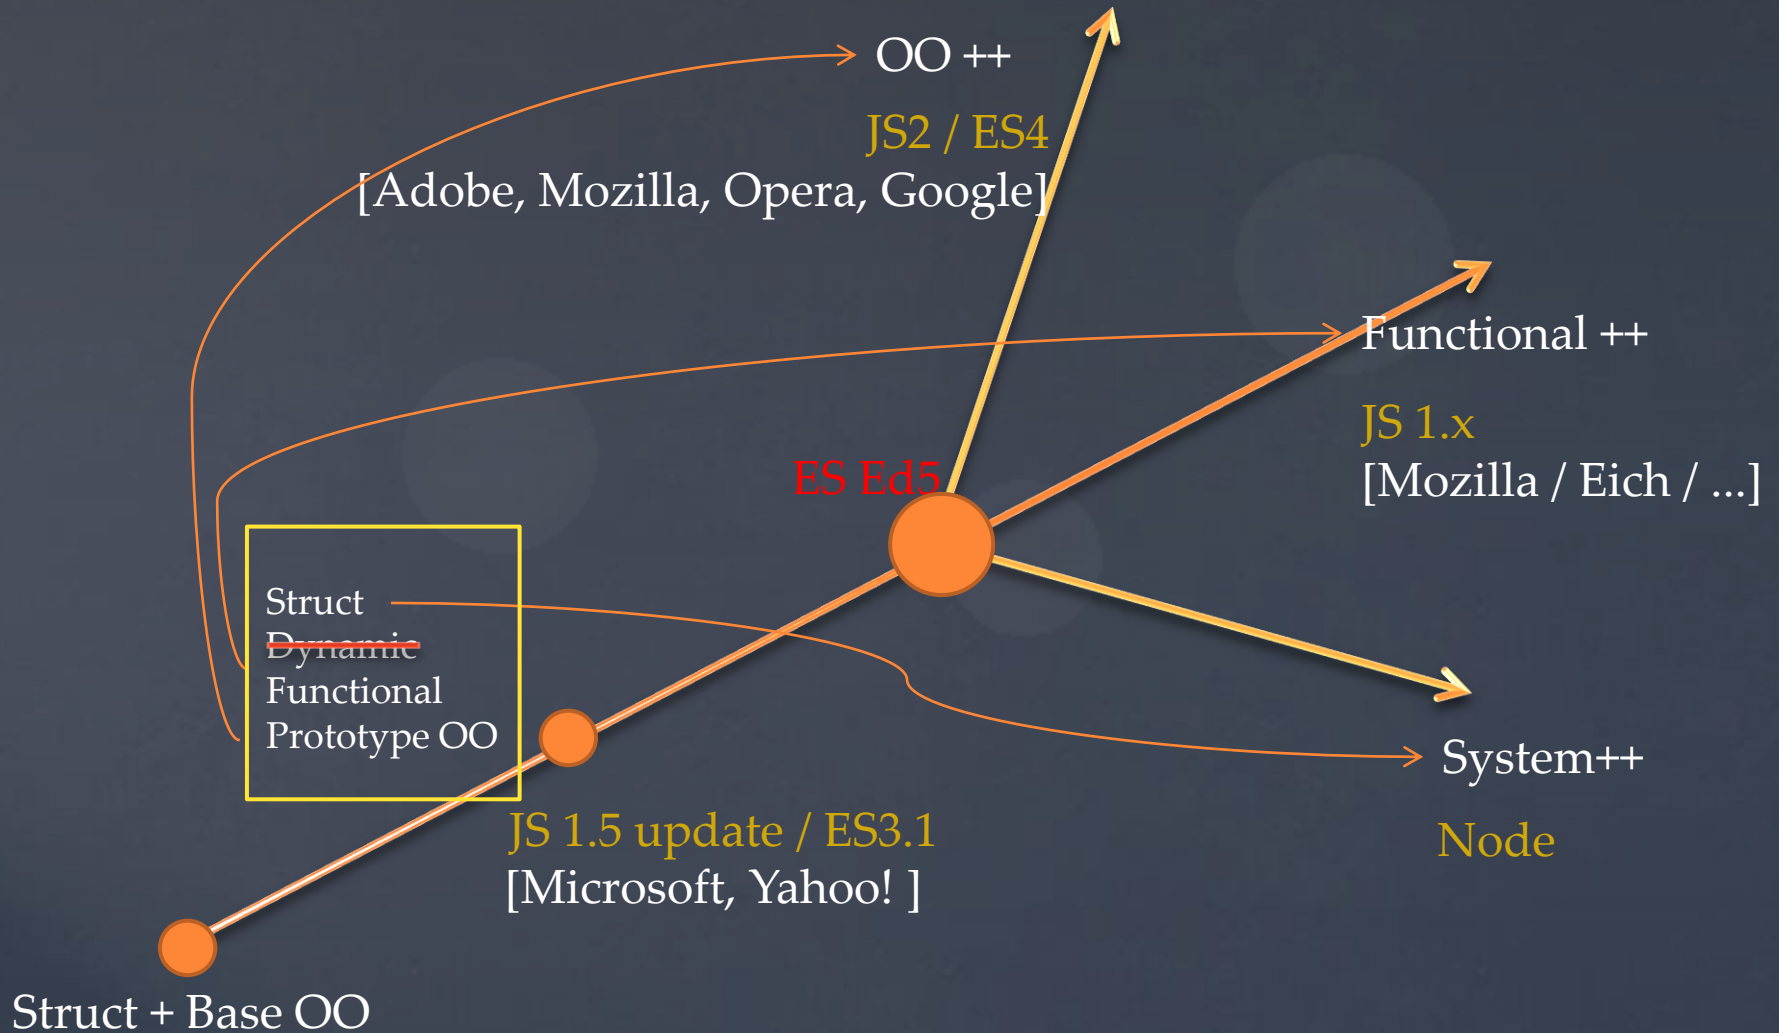 OO ++
JS2 / ES4
[Adobe, Mozilla, Opera, Google]
Functional ++
JS 1.x
[Mozilla / Eich / ...]
ES Ed5
Struct
Dynamic
Functional
Prototype OO
System++
Node
JS 1.5 update / ES3.1
[Microsoft, Yahoo! ]
Struct + Base OO